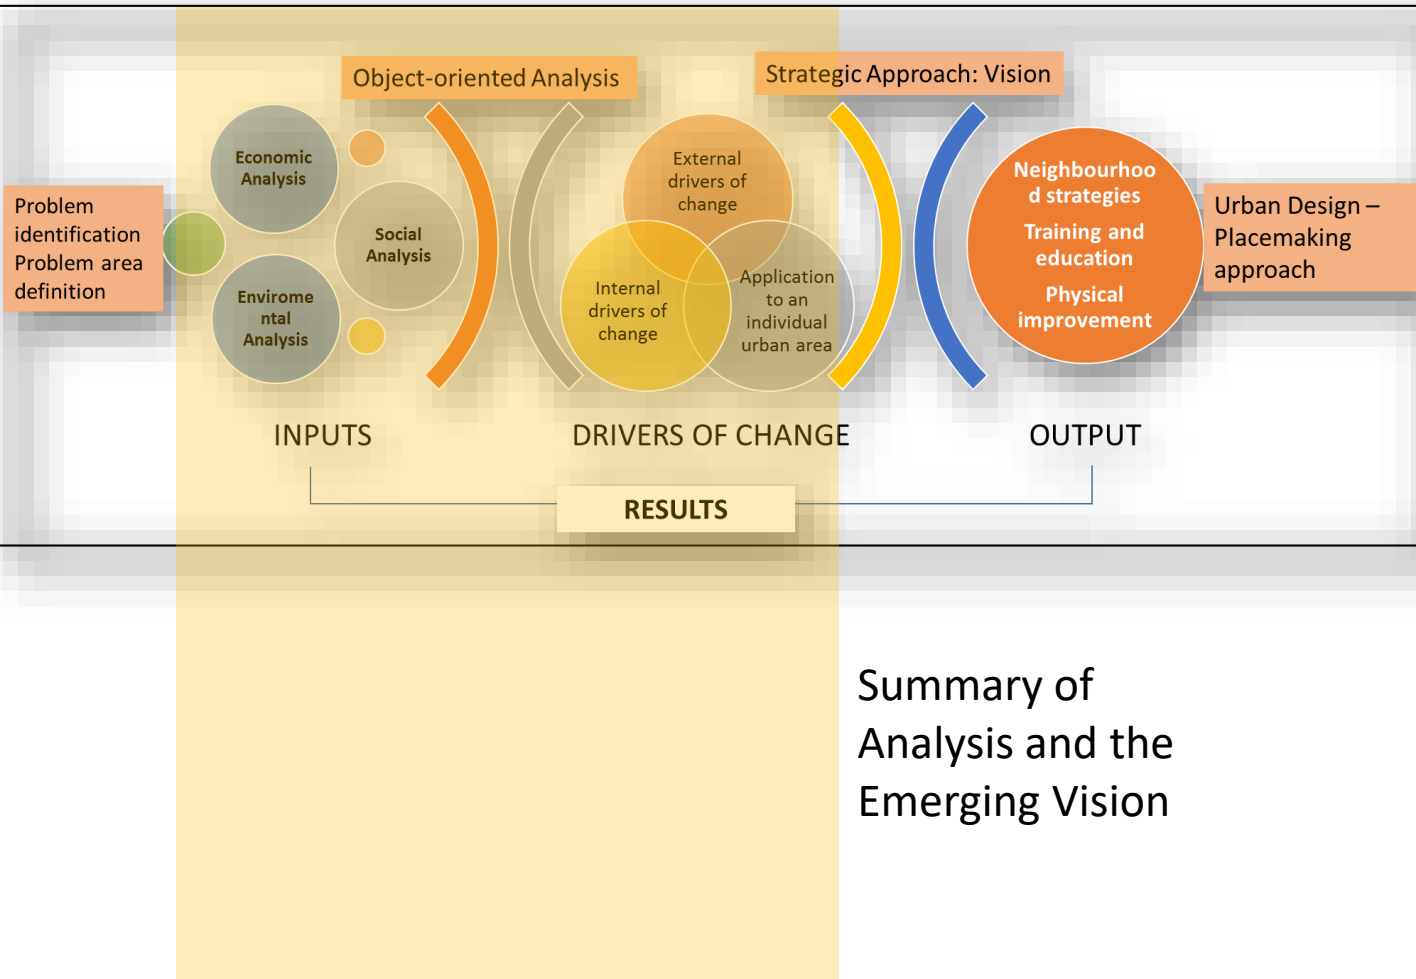 Object-oriented Analysis
Strategic Approach: Vision
Problem
identification
Problem area
definition
Economic
Analysis
Social
Analysis
Envirome
ntal
Analysis
External
drivers of
change
Internal
drivers of
change
Application
to an
individual
urban area
Neighbourhoo
d strategies
Training and
education
Physical
improvement
Urban Design –
Placemaking
approach
INPUTS
DRIVERS OF CHANGE
OUTPUT
RESULTS
Summary of
Analysis and the
Emerging Vision